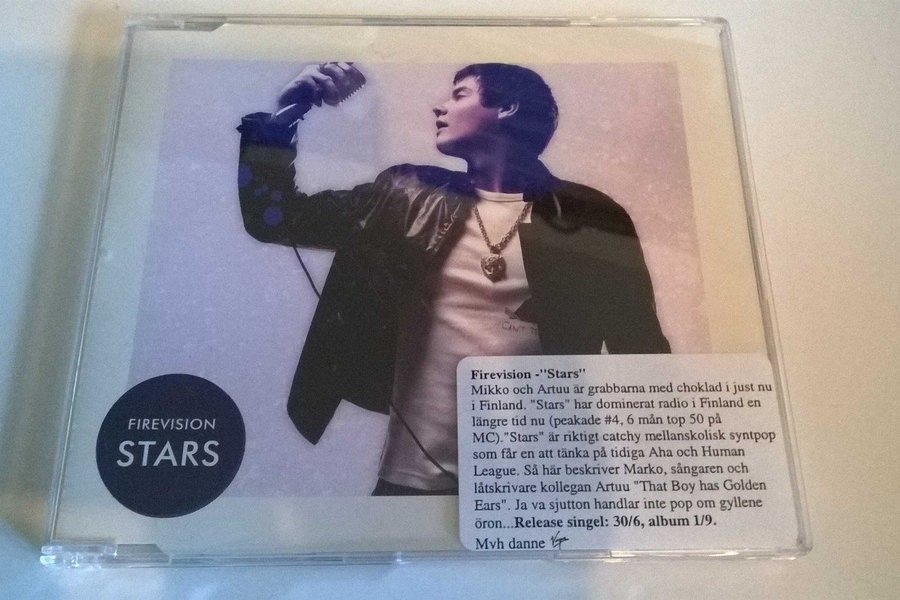 FIREVISION
STARS
Firevision -"Stars"
Mikko och Artuu är grabbarna med choklad i just nu
i Finland. "Stars" har dominerat radio i Finland en
längre tid nu (peakade #4, 6 mån top 50 på
MC)."Stars" är riktigt catchy mellanskolisk syntpop
som får en att tänka på tidiga Aha och Human
League. Så här beskriver Marko, sångaren och
låtskrivare kollegan Artuu "That Boy has Golden
Ears". Ja va sjutton handlar inte pop om gyllene
öron...Release singel: 30/6, album 1/9.
Mvh danne